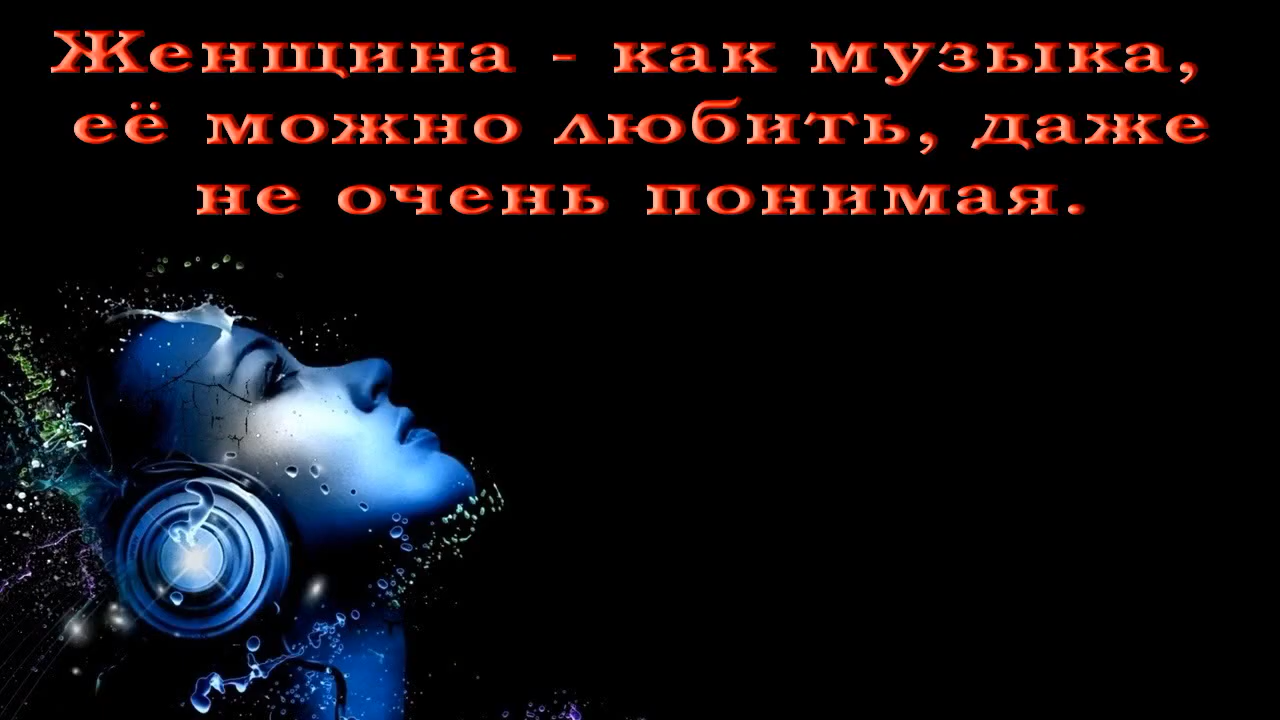 Женщина - как музыка,
её можно любить, даже
не очень понимая.